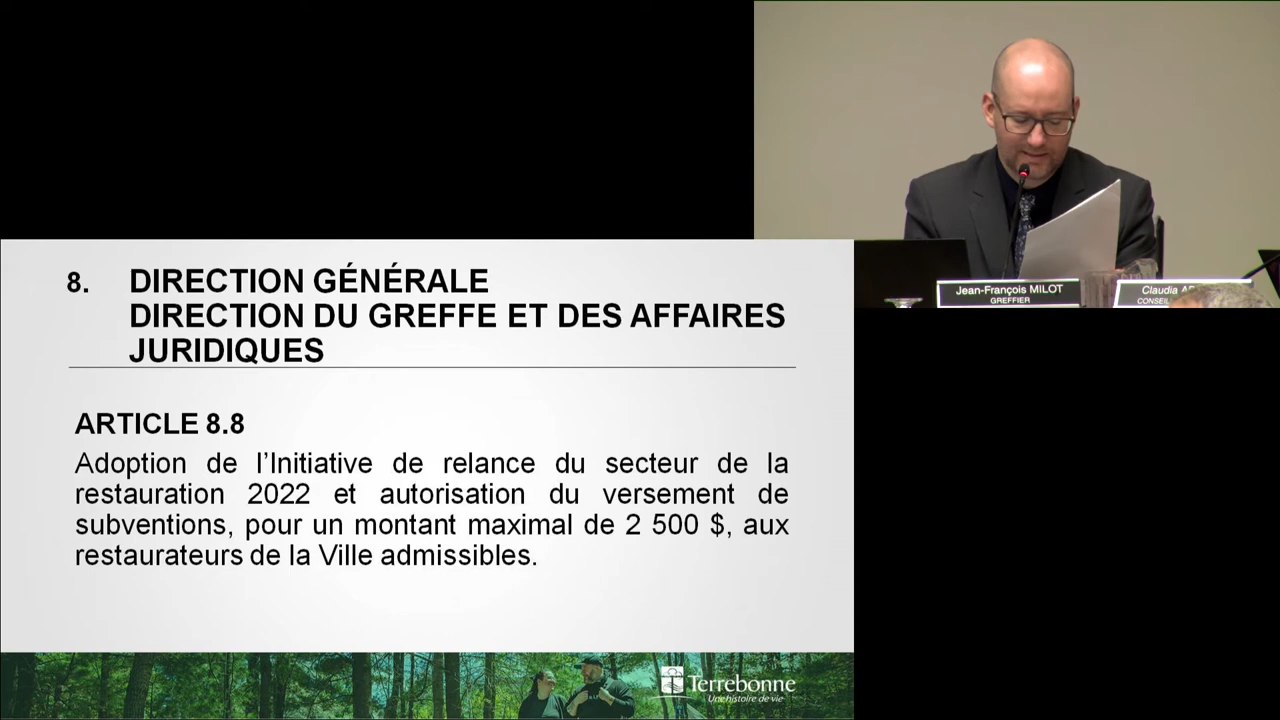 8. DIRECTION GÉNÉRALE
DIRECTION DU GREFFE ET DES AFFAIRES
JURIDIQUES
ARTICLE 8.8
Adoption de l’Initiative de relance du secteur de la
restauration 2022 et autorisation du versement de
subventions, pour un montant maximal de 2 500 $, aux
restaurateurs de la Ville admissibles.
Terrebonne
Une histoire de vie
Jean-François MILOT
GREFFIER
Claudia